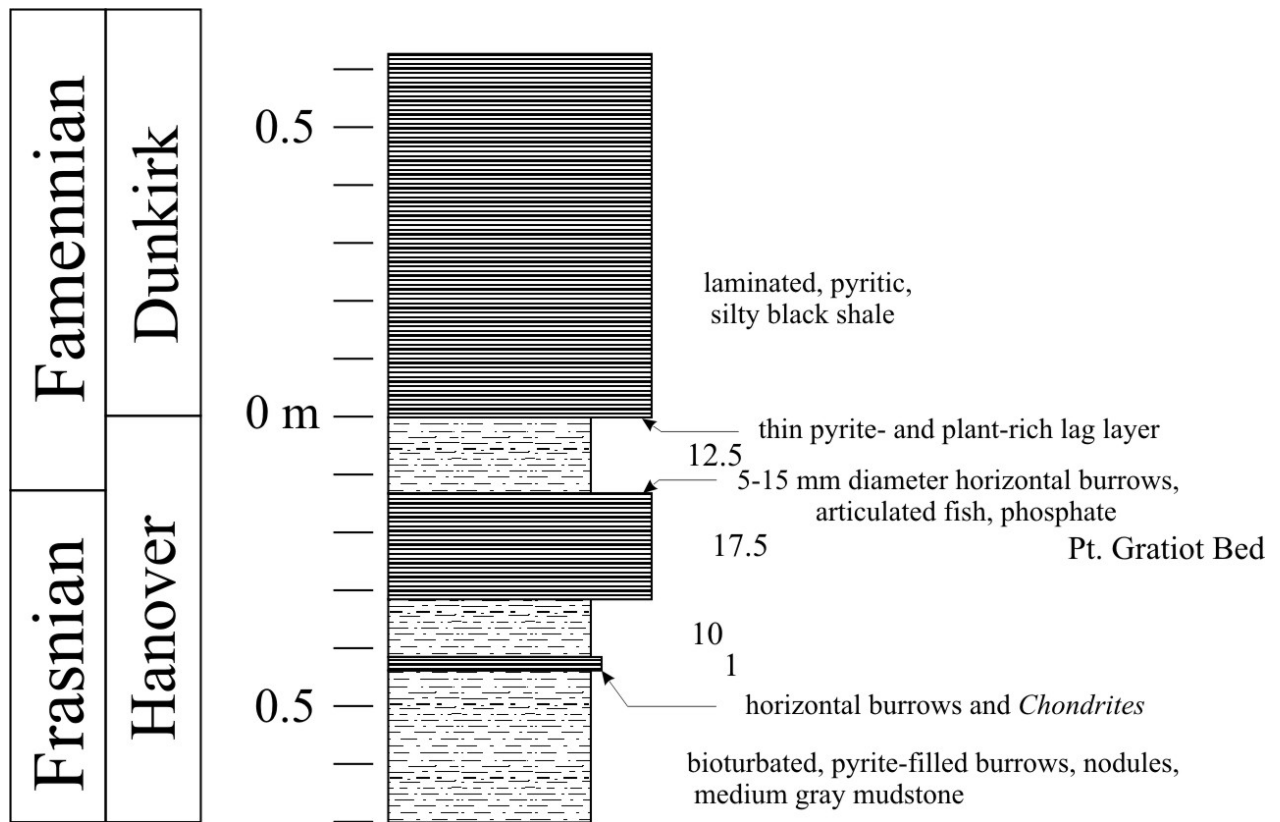 Famennian
Frasnian
Dunkirk
Hanover
0.5
0 m
0.5
laminated, pyritic,
silty black shale
thin pyrite- and plant-rich lag layer
12.5
5-15 mm diameter horizontal burrows,
articulated fish, phosphate
17.5
Pt. Gratiot Bed
10
1
horizontal burrows and Chondrites
bioturbated, pyrite-filled burrows, nodules,
medium gray mudstone